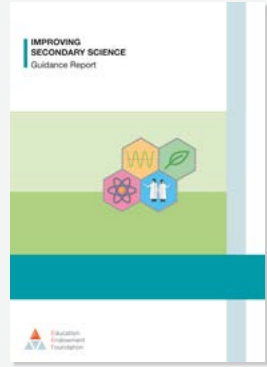 IMPROVING
SECONDARY SCIENCE
Guidance Report
Education
Endowment
Foundation